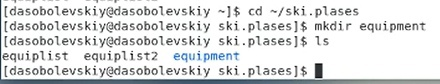 [dasobolevskiy@dasobolevskiy ~]$ cd ~/ski.plases
[dasobolevskiy@dasobolevskiy ski.plases]$ mkdir equipment
[dasobolevskiy@dasobolevskiy ski.plases]$ ls
equiplist equiplist2 equipment
[dasobolevskiy@dasobolevskiy ski.plases]$